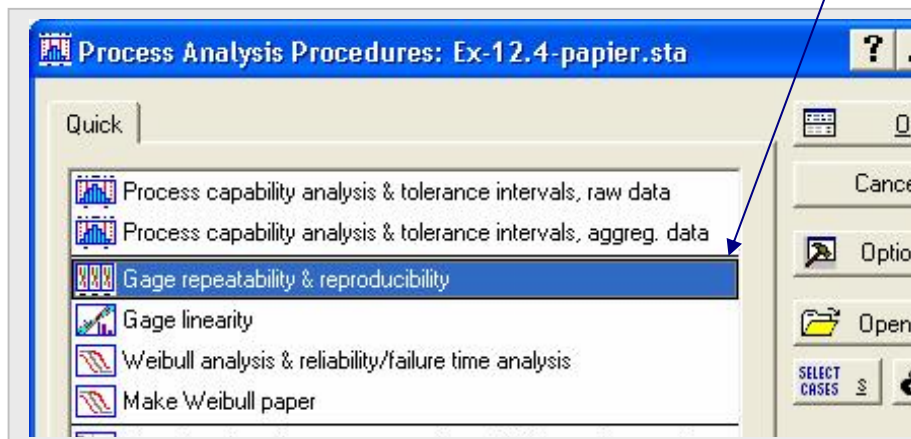 Process Analysis Procedures: Ex-12.4-papier.sta
?
Quick
O
Process capability analysis & tolerance intervals, raw data
Cance
Process capability analysis & tolerance intervals, aggreg. data
Optio
Gage repeatability & reproducibility
Gage linearity
Open
Weibull analysis & reliability/failure time analysis
SELECT
CASES S
Make Weibull paper